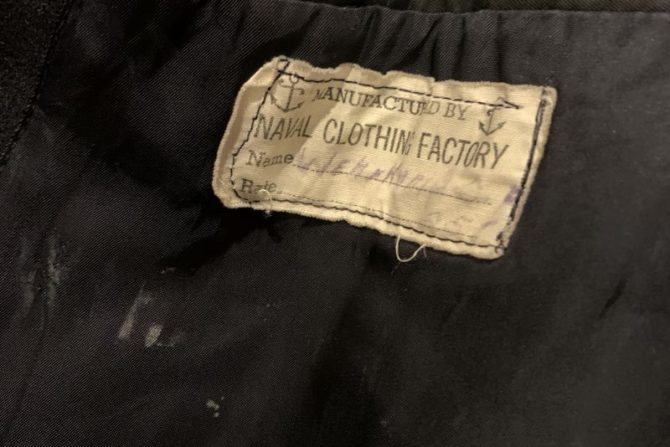 MANUFACTURED BY
NAVAL CLOTHING FACTORY
Name
Rate